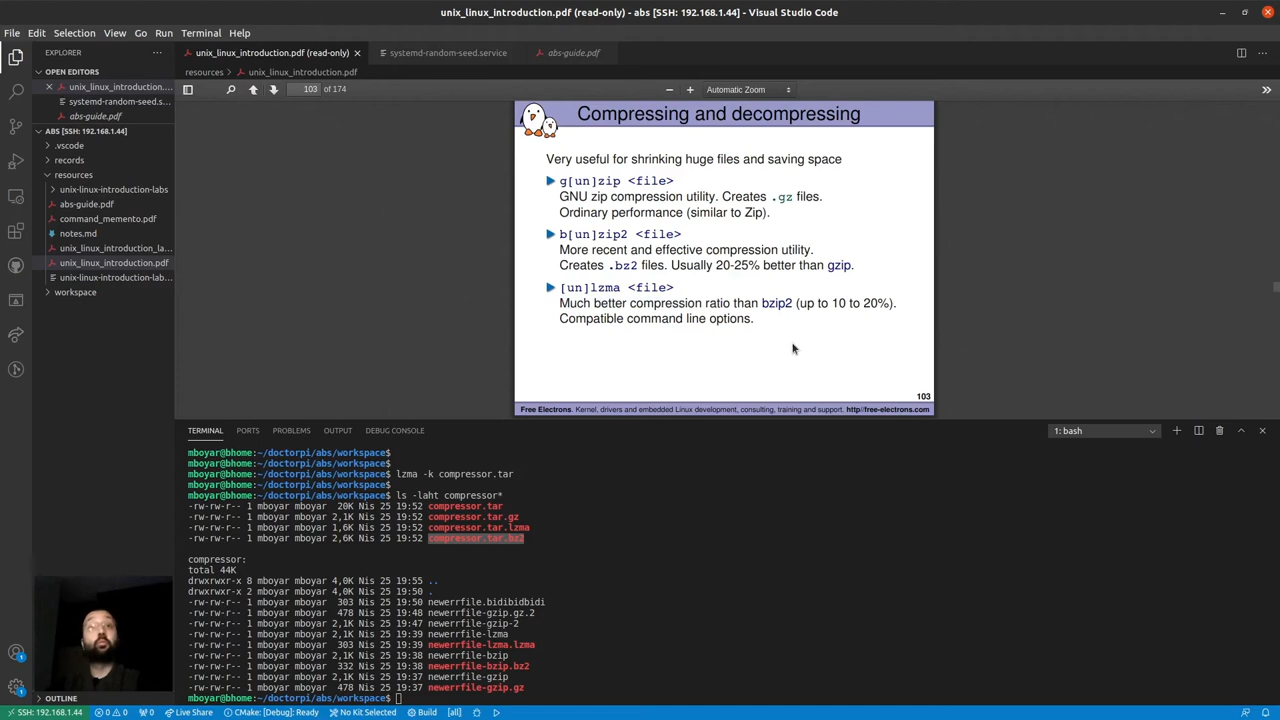 unix_linux_introduction.pdf (read-only) - abs [SSH: 192.168.1.44] - Visual Studio Code
File Edit Selection View Go Run Terminal Help
EXPLORER
OPEN EDITORS
unix_linux_introduction....
systemd-random-seed.s...
abs-guide.pdf
ABS [SSH: 192.168.1.44]
.vscode
records
resources
unix-linux-introduction-labs
abs-guide.pdf
command_memento.pdf
notes.md
unix_linux_introduction_la...
unix_linux_introduction.pdf
unix-linux-introduction-lab...
workspace
OUTLINE
unix_linux_introduction.pdf (read-only)
systemd-random-seed.service
abs-guide.pdf
resources > unix_linux_introduction.pdf
103 of 174
Automatic Zoom
Compressing and decompressing
Very useful for shrinking huge files and saving space
g[un]zip <file>
GNU zip compression utility. Creates .gz files.
Ordinary performance (similar to Zip).
b[un]zip2 <file>
More recent and effective compression utility.
Creates .bz2 files. Usually 20-25% better than gzip.
[un]lzma <file>
Much better compression ratio than bzip2 (up to 10 to 20%).
Compatible command line options.
103
Free Electrons. Kernel, drivers and embedded Linux development, consulting, training and support. http//free-electrons.com
TERMINAL PORTS PROBLEMS OUTPUT DEBUG CONSOLE
1: bash
mboyar@bhome:~/doctorpi/abs/workspace$
mboyar@bhome:~/doctorpi/abs/workspace$
mboyar@bhome:~/doctorpi/abs/workspace$ lzma -k compressor.tar
mboyar@bhome:~/doctorpi/abs/workspace$
mboyar@bhome:~/doctorpi/abs/workspace$ ls -laht compressor*
-rw-rw-r-- 1 mboyar mboyar 20K Nis 25 19:52 compressor.tar
-rw-rw-r-- 1 mboyar mboyar 2,1K Nis 25 19:52 compressor.tar.gz
-rw-rw-r-- 1 mboyar mboyar 1,6K Nis 25 19:52 compressor.tar.lzma
-rw-rw-r-- 1 mboyar mboyar 2,6K Nis 25 19:52 compressor.tar.bz2
compressor:
total 44K
drwxrwxr-x 8 mboyar mboyar 4,0K Nis 25 19:55 ..
drwxrwxr-x 2 mboyar mboyar 4,0K Nis 25 19:50 .
-rw-rw-r-- 1 mboyar mboyar 303 Nis 25 19:50 newerrfile.bidibidbidi
-rw-rw-r-- 1 mboyar mboyar 478 Nis 25 19:48 newerrfile-gzip.gz.2
-rw-rw-r-- 1 mboyar mboyar 2,1K Nis 25 19:47 newerrfile-gzip-2
-rw-rw-r-- 1 mboyar mboyar 2,1K Nis 25 19:39 newerrfile-lzma
-rw-rw-r-- 1 mboyar mboyar 303 Nis 25 19:39 newerrfile-lzma.lzma
-rw-rw-r-- 1 mboyar mboyar 2,1K Nis 25 19:38 newerrfile-bzip
-rw-rw-r-- 1 mboyar mboyar 332 Nis 25 19:38 newerrfile-bzip.bz2
-rw-rw-r-- 1 mboyar mboyar 2,1K Nis 25 19:37 newerrfile-gzip
-rw-rw-r-- 1 mboyar mboyar 478 Nis 25 19:37 newerrfile-gzip.gz
mboyar@bhome:~/doctorpi/abs/workspace$
SSH: 192.168.1.44 0 0 0 Live Share CMake: [Debug]: Ready No Kit Selected Build [all]